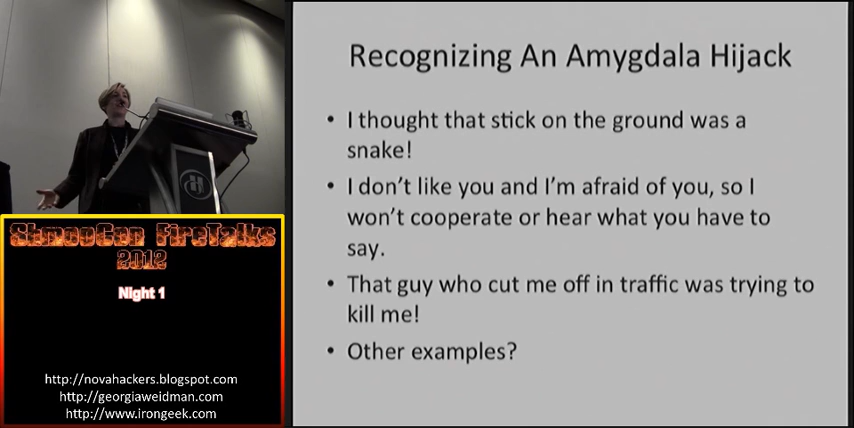 Recognizing An Amygdala Hijack
• I thought that stick on the ground was a
snake!
• I don't like you and I'm afraid of you, so I
won't cooperate or hear what you have to
say.
• That guy who cut me off in traffic was trying to
kill me!
• Other examples?
ShmooCon FireTalks
2012
Night 1
http://novahackers.blogspot.com
http://georgiaweidman.com
http://www.irongeek.com